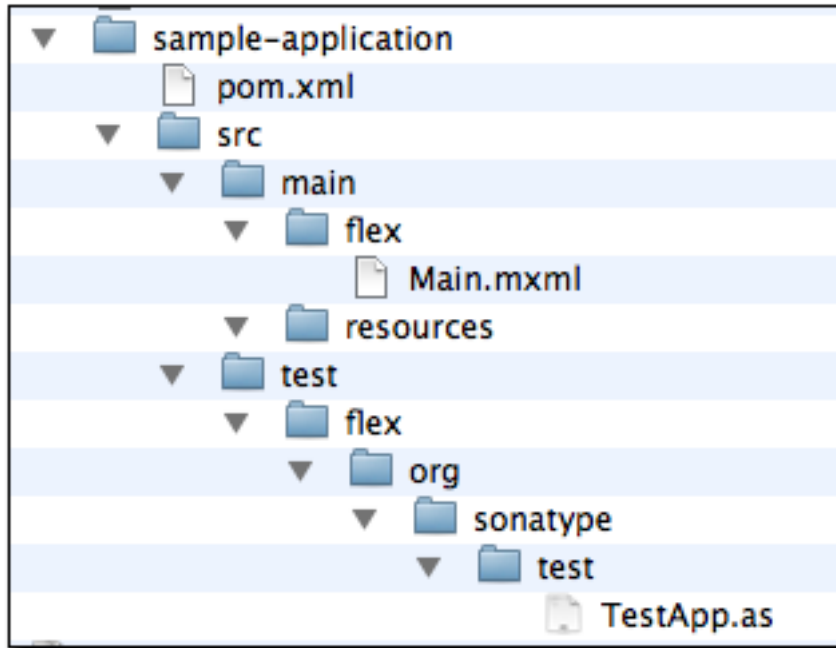 sample-application
pom.xml
src
main
flex
Main.mxml
resources
test
flex
org
sonatype
test
TestApp.as